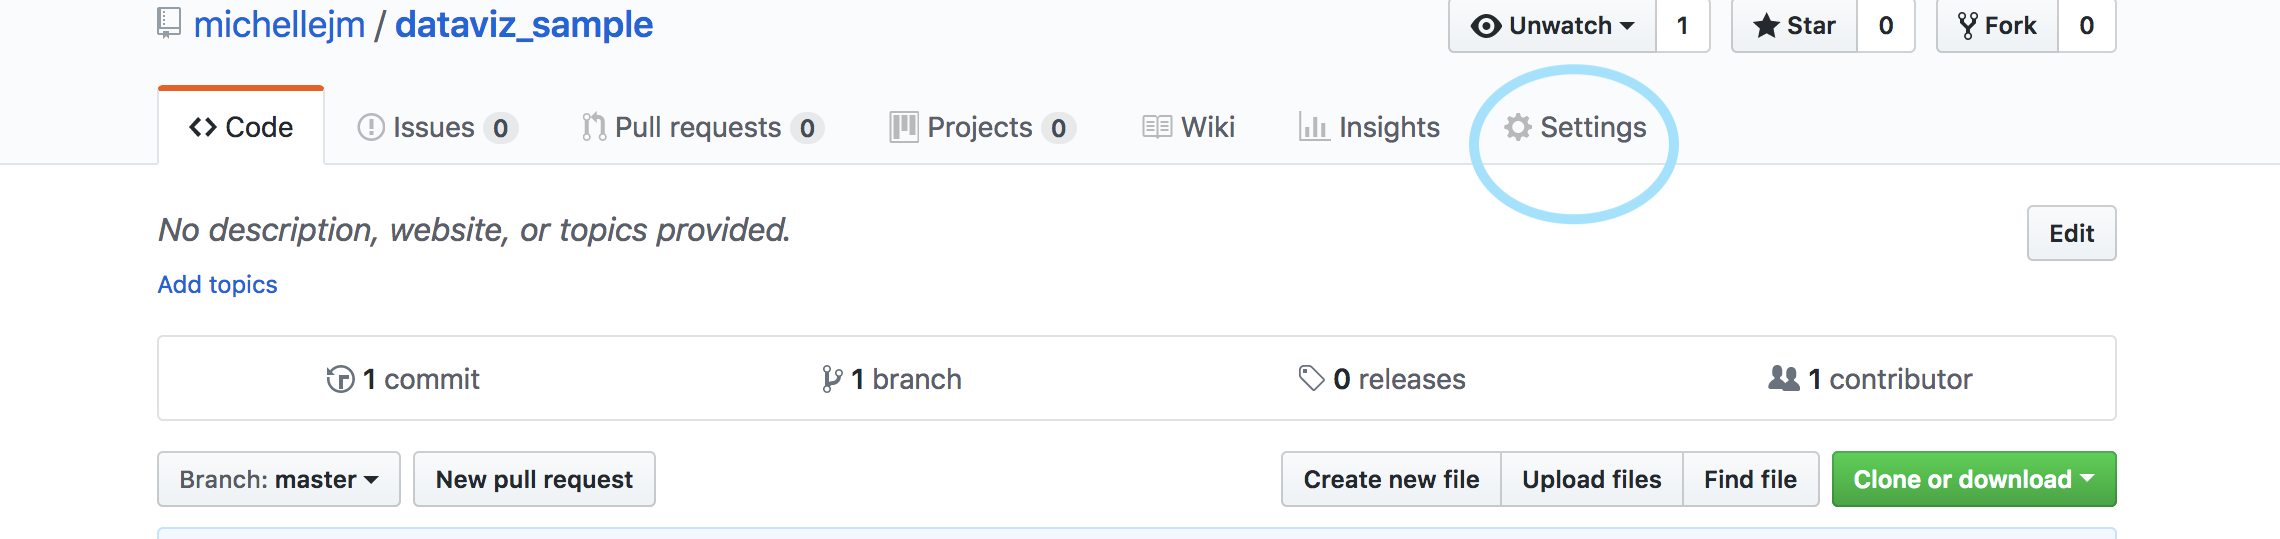 michellejm / dataviz_sample
Unwatch 1 Star 0 Fork 0
Code Issues 0 Pull requests 0 Projects 0 Wiki Insights Settings
No description, website, or topics provided.
Edit
Add topics
1 commit 1 branch 0 releases 1 contributor
Branch: master New pull request Create new file Upload files Find file Clone or download